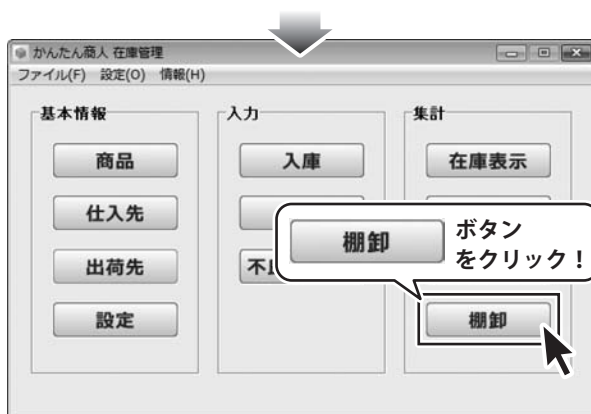 かんたん商人 在庫管理
ファイル(F) 設定(O) 情報(H)
基本情報
商品
仕入先
出荷先
設定
入力
入庫
集計
在庫表示
棚卸
ボタン
をクリック！
棚卸